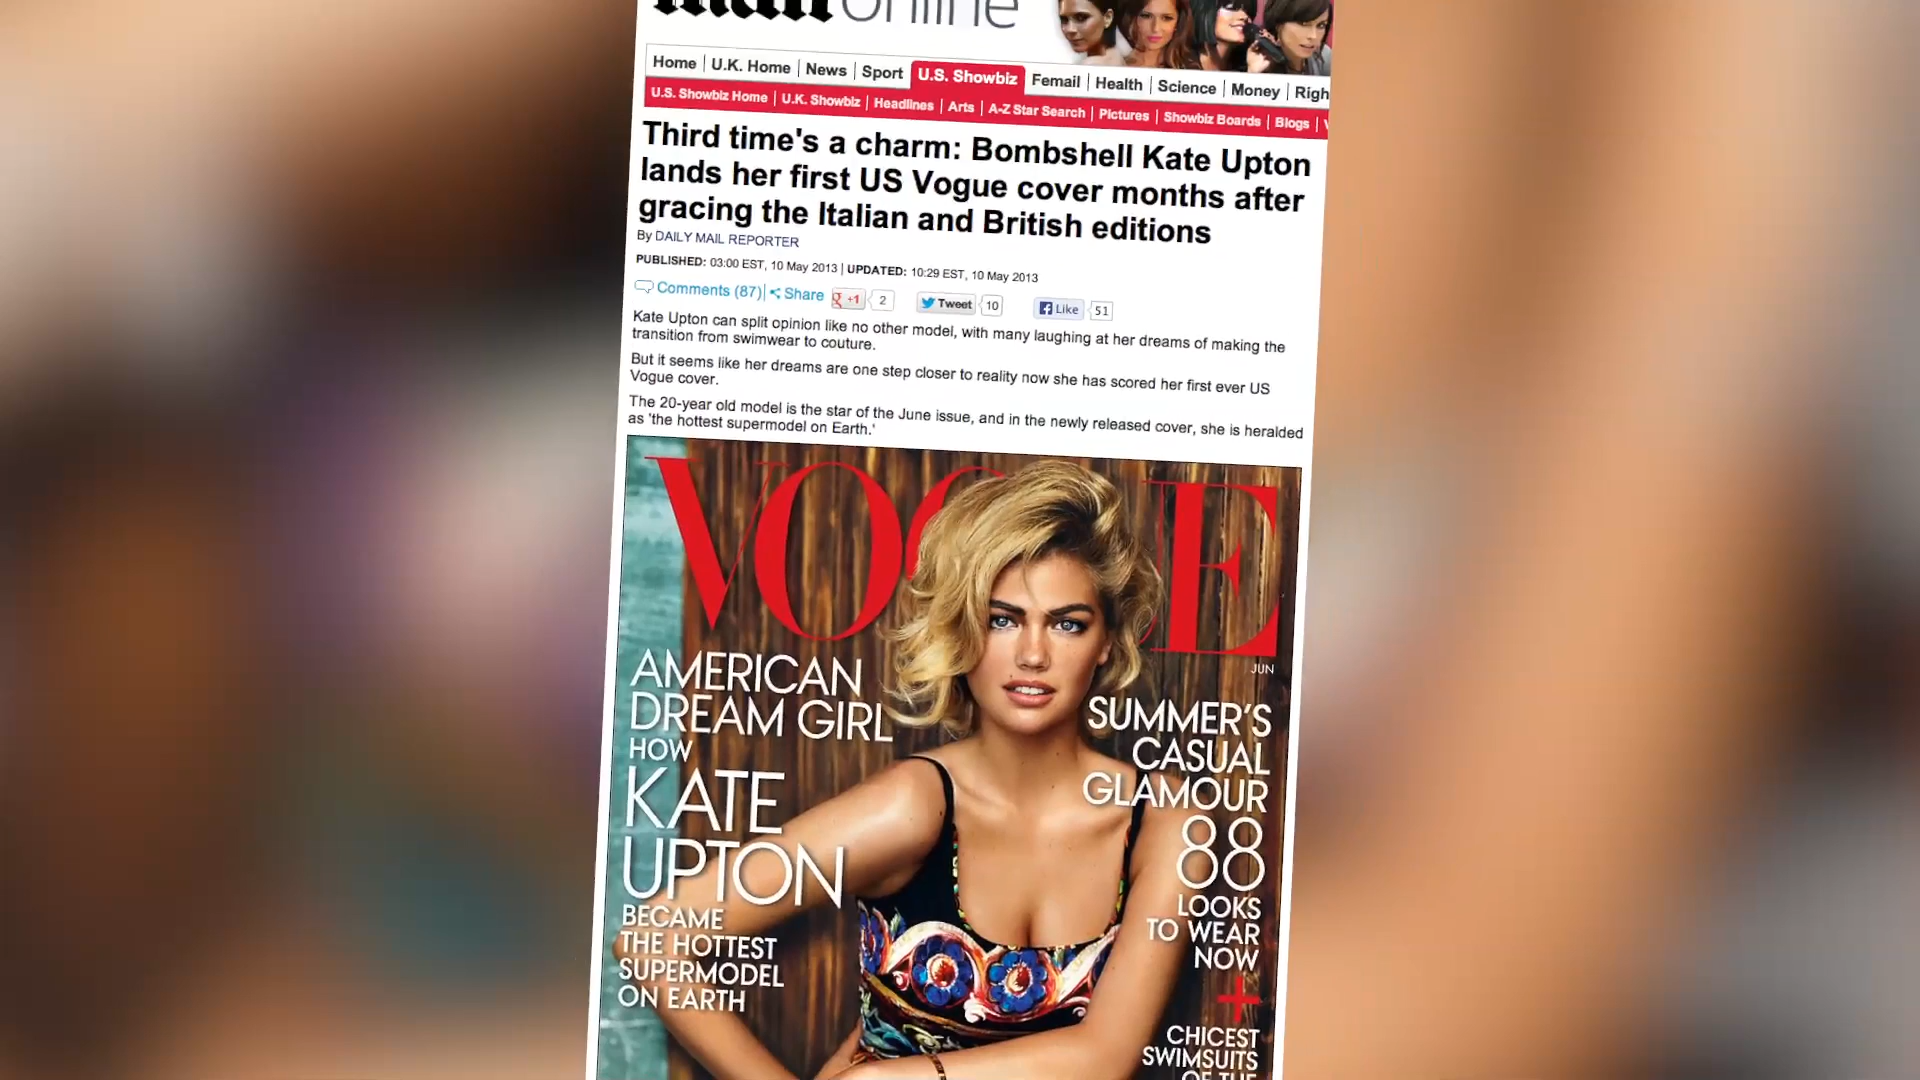 mail online
Home U.K. Home News Sport U.S. Showbiz Femail Health Science Money Righ
U.S. Showbiz Home U.K. Showbiz Headlines Arts A-Z Star Search Pictures Showbiz Boards Blogs
Third time's a charm: Bombshell Kate Upton
lands her first US Vogue cover months after
gracing the Italian and British editions
By DAILY MAIL REPORTER
PUBLISHED: 03:00 EST, 10 May 2013 | UPDATED: 10:29 EST, 10 May 2013
Comments (87) Share g +1 2 Tweet 10 Like 51
Kate Upton can split opinion like no other model, with many laughing at her dreams of making the
transition from swimwear to couture.
But it seems like her dreams are one step closer to reality now she has scored her first ever US
Vogue cover.
The 20-year old model is the star of the June issue, and in the newly released cover, she is heralded
as 'the hottest supermodel on Earth.'
VOGUE
JUN
AMERICAN
DREAM GIRL
HOW
KATE
UPTON
BECAME
THE HOTTEST
SUPERMODEL
ON EARTH
SUMMER'S
CASUAL
GLAMOUR
88
LOOKS
TO WEAR
NOW
+
CHICEST
SWIMSUITS
OF THE